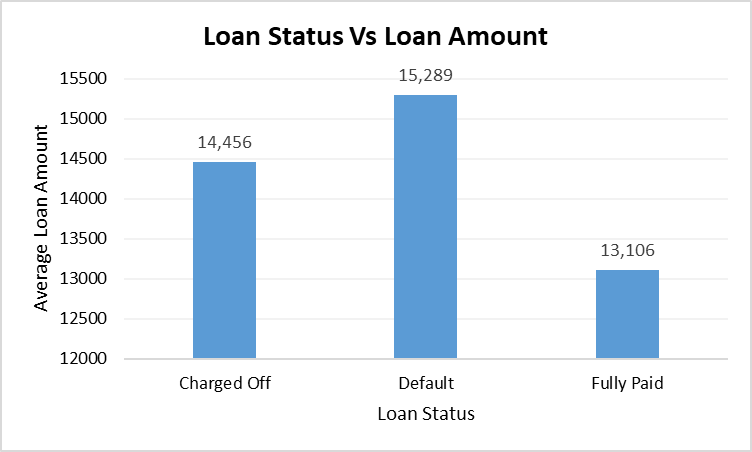 Loan Status Vs Loan Amount
Average Loan Amount
15500
15000
14500
14000
13500
13000
12500
12000
14,456
15,289
13,106
Charged Off
Default
Fully Paid
Loan Status